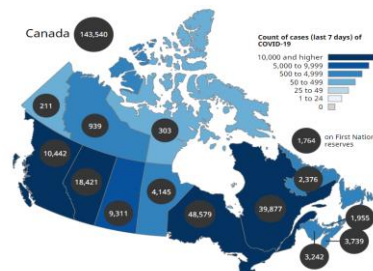 Canada 143,540
Count of cases (last 7 days) of
COVID-19
10,000 and higher
5,000 to 9,999
500 to 4,999
50 to 499
25 to 49
1 to 24
0
211
939
303
1,764 on First Nations
reserves
10,442
18,421
9,311
4,145
48,579
39,877
2,376
1,955
3,739
3,242